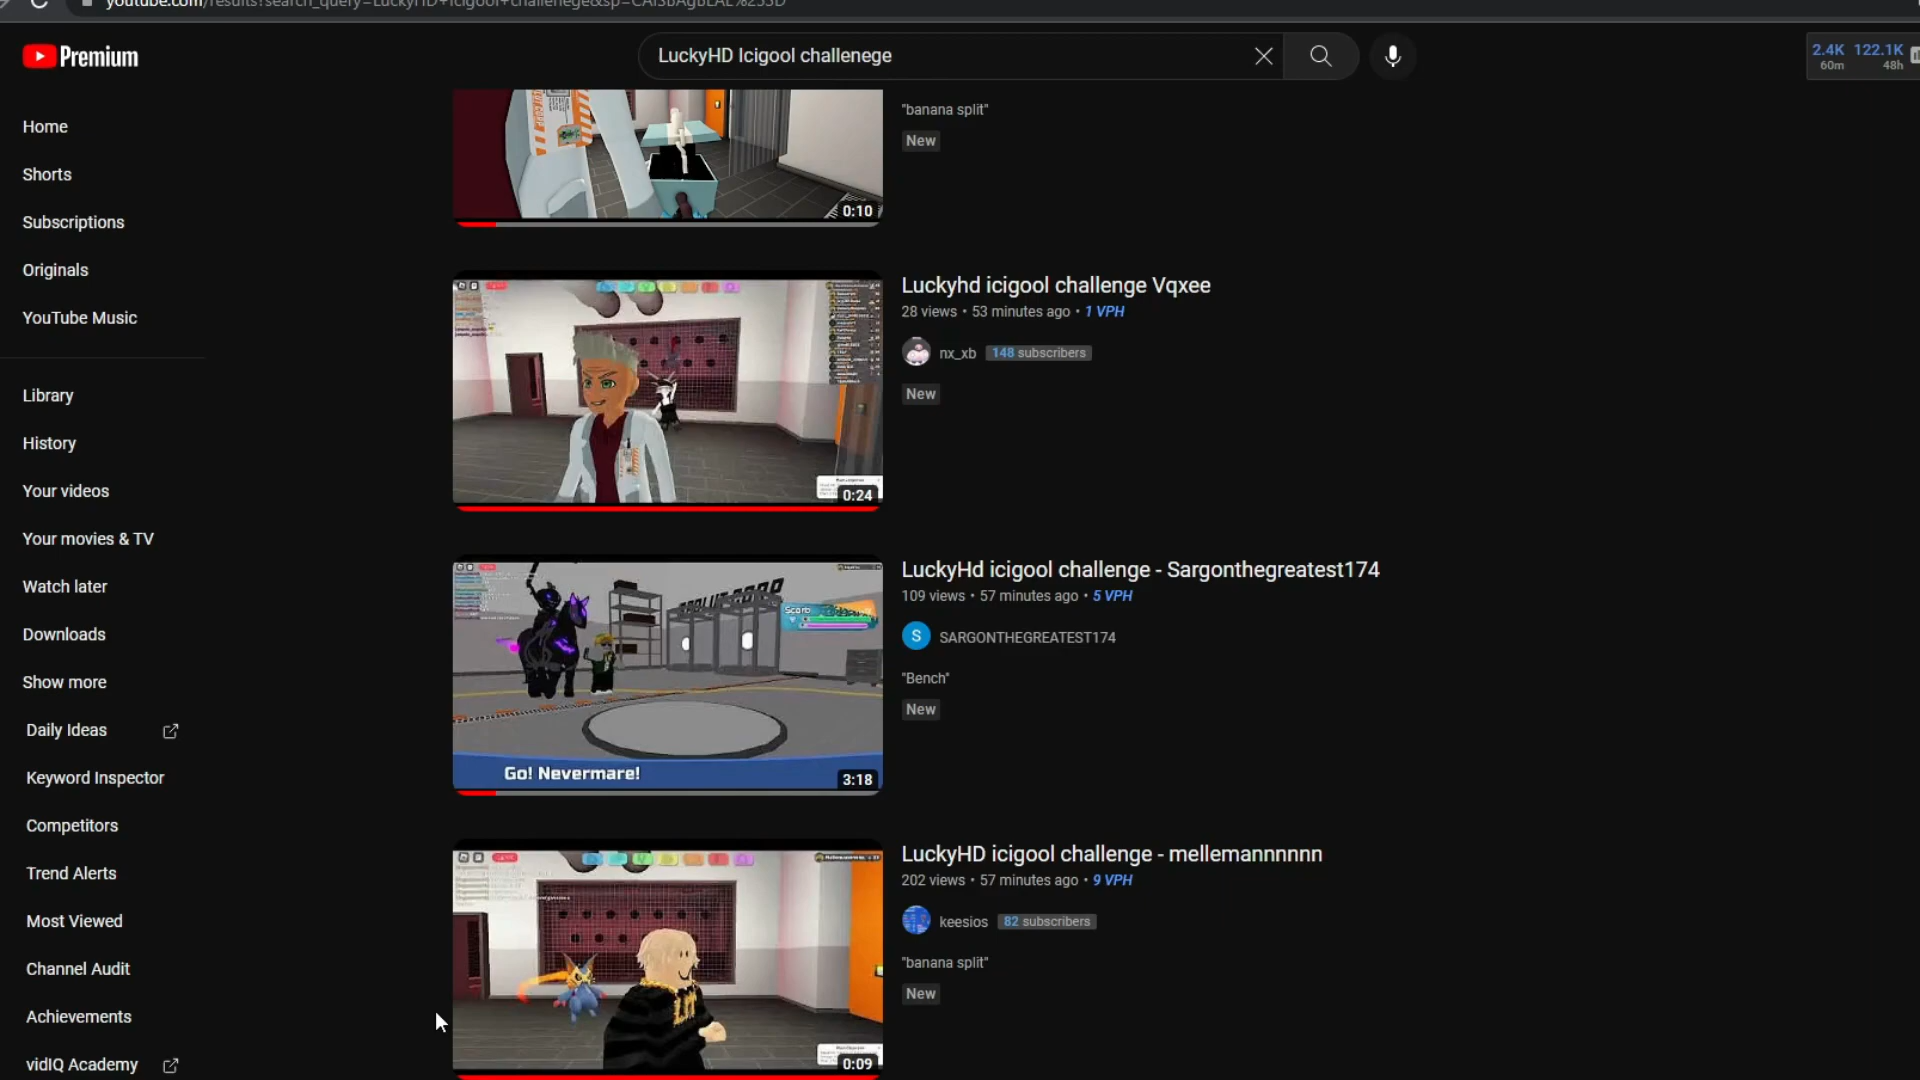 Premium
LuckyHD Icigool challenege
2.4K 122.1K
60m 48h
Home
Shorts
Subscriptions
Originals
YouTube Music
Library
History
Your videos
Your movies & TV
Watch later
Downloads
Show more
Daily Ideas
Keyword Inspector
Competitors
Trend Alerts
Most Viewed
Channel Audit
Achievements
vidIQ Academy
0:10
"banana split"
New
0:24
Luckyhd icigool challenge Vqxee
28 views • 53 minutes ago • 1 VPH
nx_xb 148 subscribers
New
Go! Nevermare!
3:18
LuckyHd icigool challenge - Sargonthegreatest174
109 views • 57 minutes ago • 5 VPH
S SARGONTHEGREATEST174
"Bench"
New
0:09
LuckyHD icigool challenge - mellemannnnnn
202 views • 57 minutes ago • 9 VPH
keesios 82 subscribers
"banana split"
New